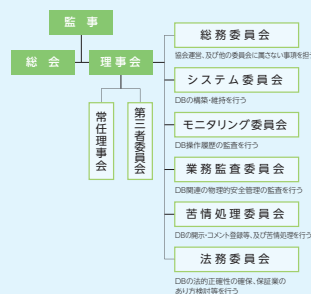 監 事
総 会
理事会
常任理事会
第三者委員会
総務委員会
協会運営、及び他の委員会に属さない事項を担
システム委員会
DBの構築・維持を行う
モニタリング委員会
DB操作履歴の監査を行う
業務監査委員会
DB関連の物理的安全管理の監査を行う
苦情処理委員会
DBの開示・コメント登録等、及び苦情処理を行う
法務委員会
DBの法的正確性の確保、保証業の
あり方検討等を行う